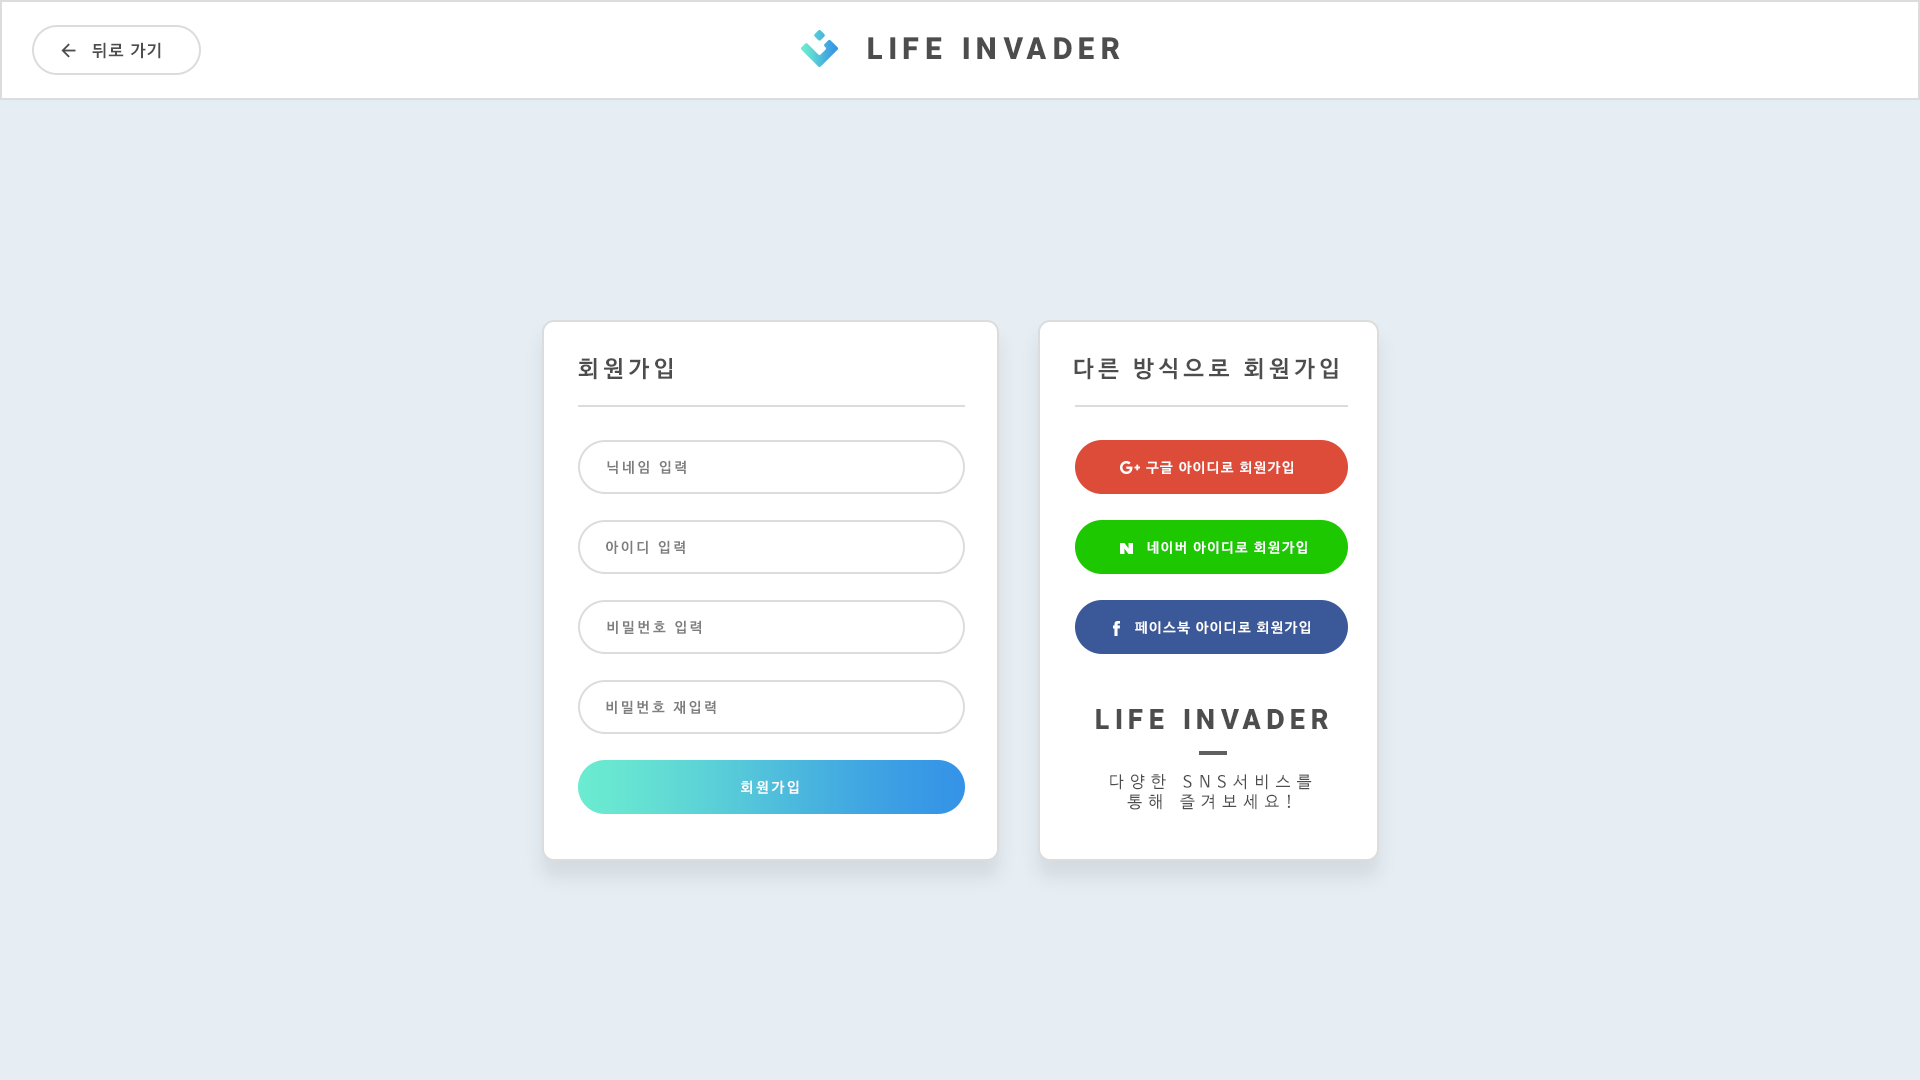 뒤로 가기
LIFE INVADER
회원가입
닉네임 입력
아이디 입력
비밀번호 입력
비밀번호 재입력
회원가입
다른 방식으로 회원가입
G+ 구글 아이디로 회원가입
N 네이버 아이디로 회원가입
f 페이스북 아이디로 회원가입
LIFE INVADER
다양한 SNS서비스를
통해 즐겨보세요!